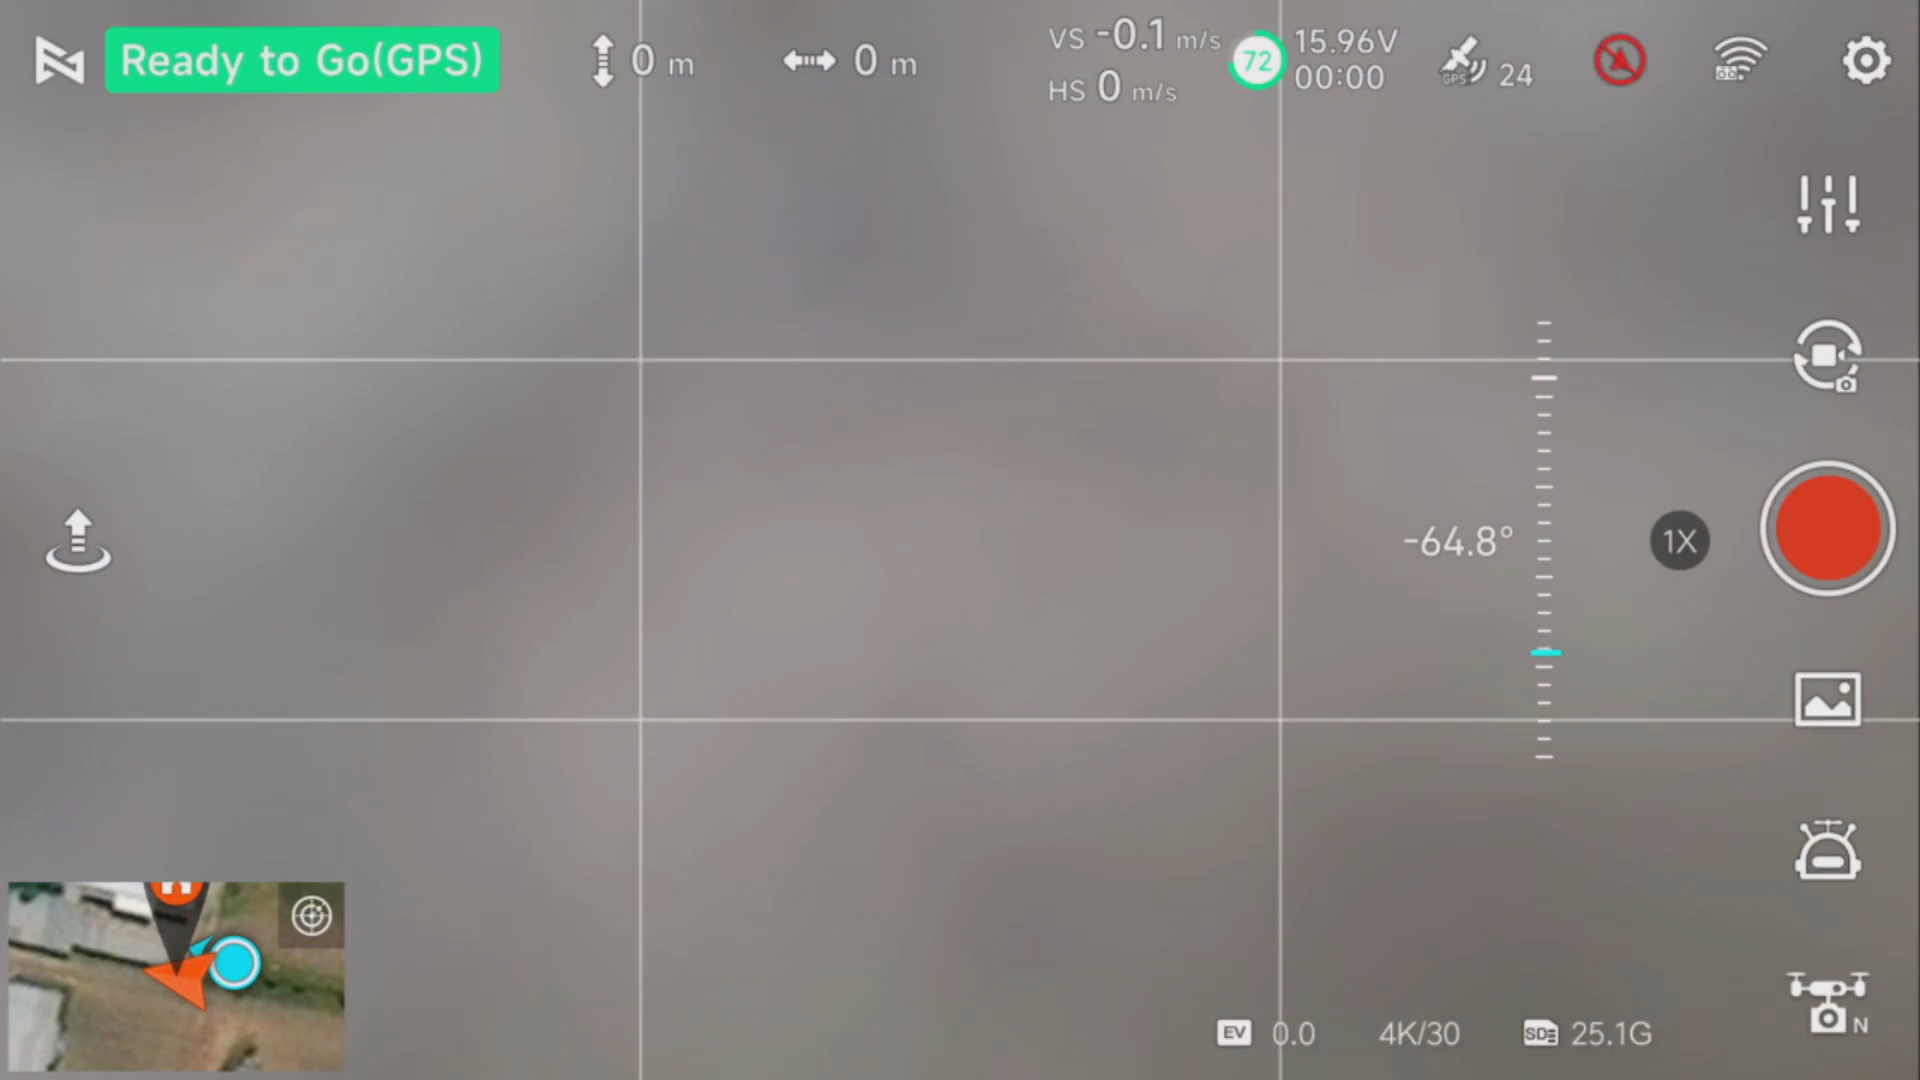 Ready to Go(GPS)
0 m
0 m
VS -0.1 m/s
HS 0 m/s
72
15.96V
00:00
GPS
24
-64.8°
1X
EV 0.0
4K/30
SD 25.1G
N